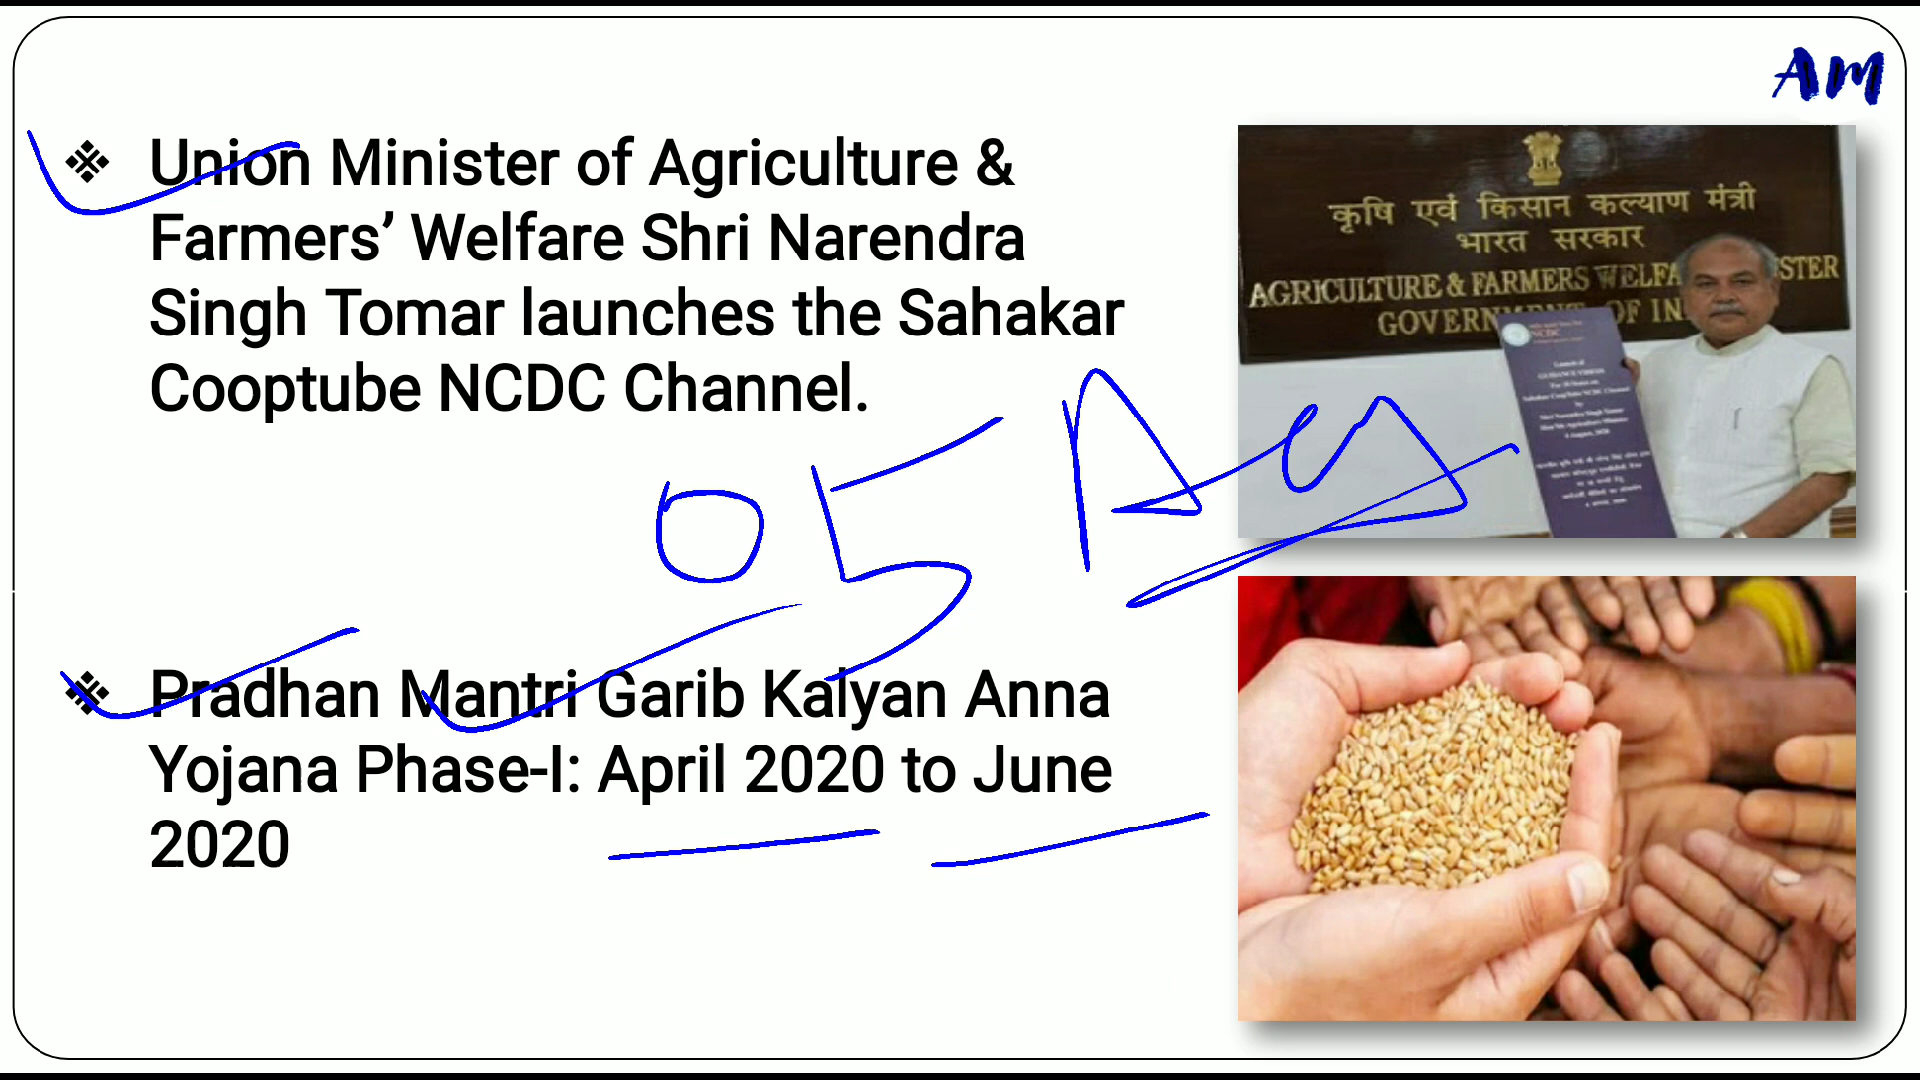 AM
Union Minister of Agriculture &
Farmers’ Welfare Shri Narendra
Singh Tomar launches the Sahakar
Cooptube NCDC Channel.
05 Aug
Pradhan Mantri Garib Kalyan Anna
Yojana Phase-I: April 2020 to June
2020
कृषि एवं किसान कल्याण मंत्री
भारत सरकार
AGRICULTURE & FARMERS WELFA STER
GOVERNMENT OF IN
NCDC